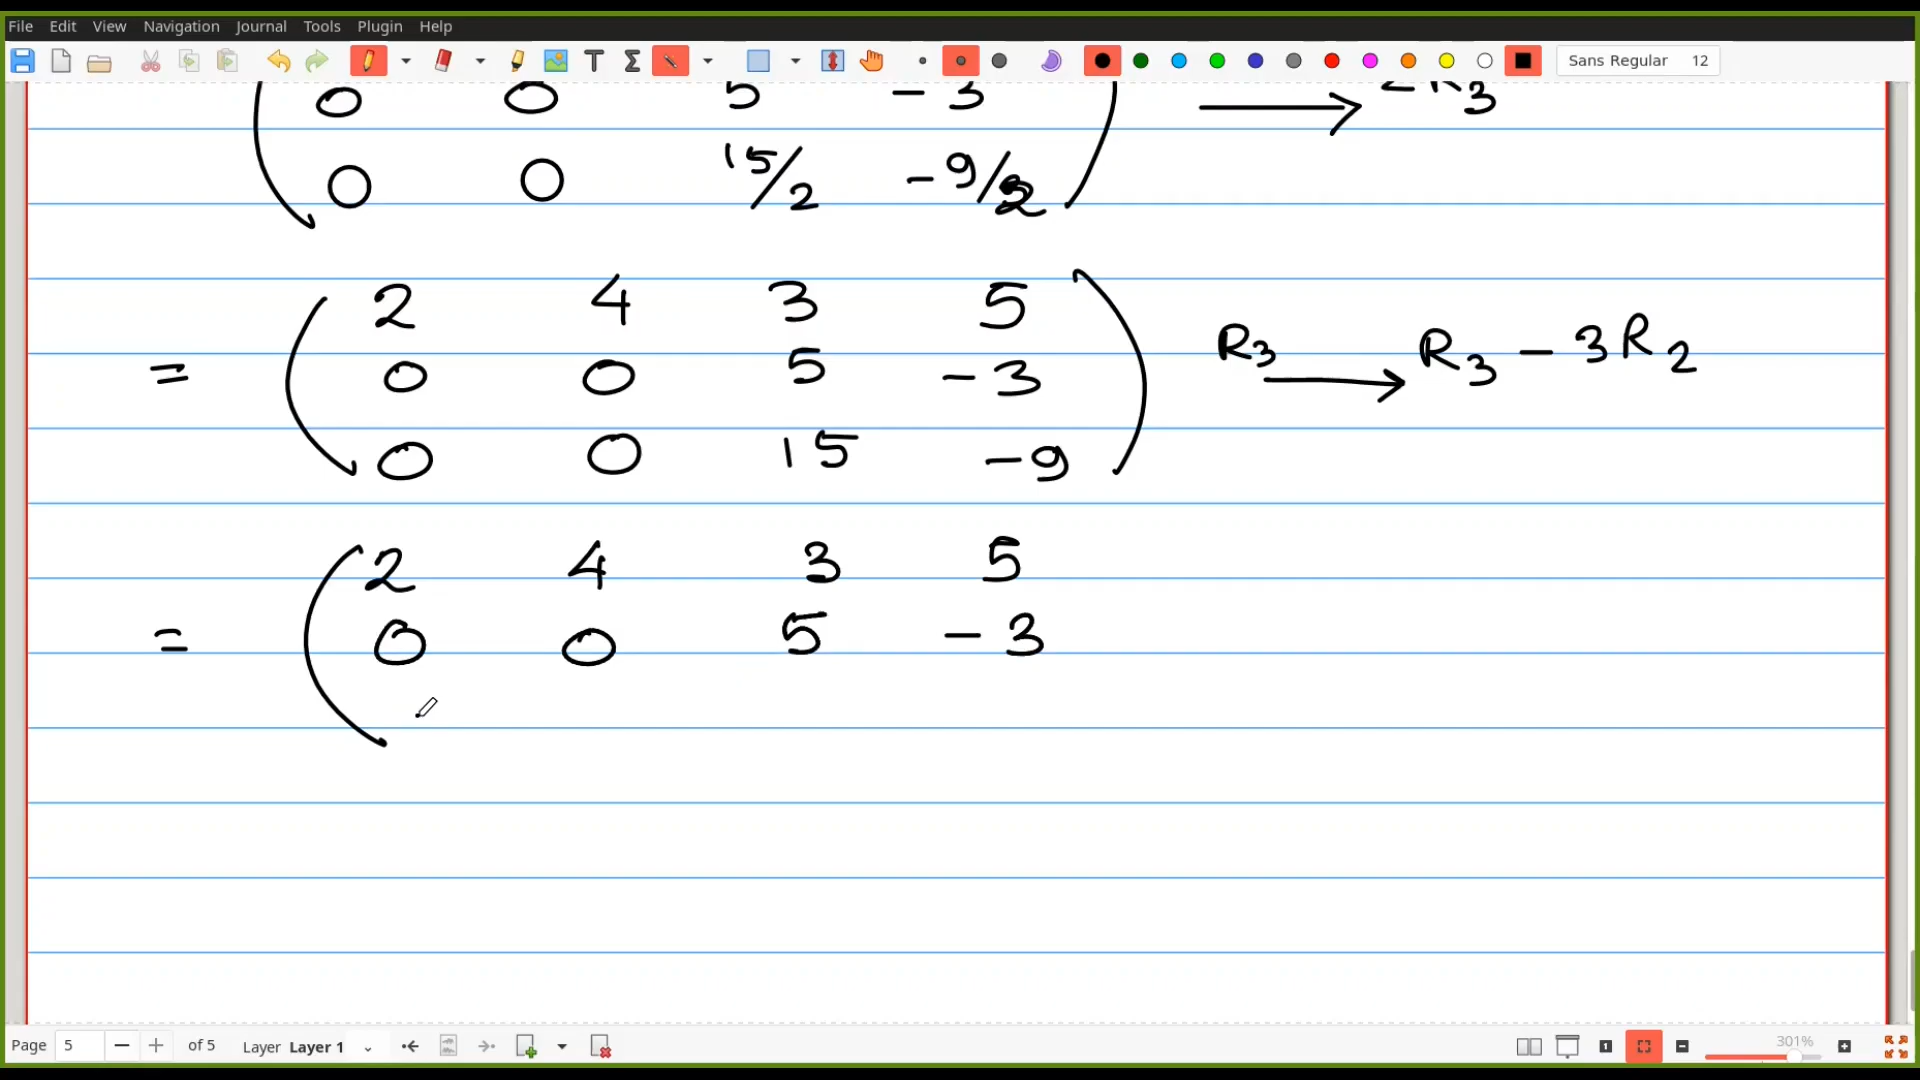 File Edit View Navigation Journal Tools Plugin Help
Sans Regular 12
0 0 5 -3
0 0 15/2 -9/2
2 4 3 5
= 0 0 5 -3 R3 → R3 - 3R2
0 0 15 -9
2 4 3 5
= 0 0 5 -3
Page 5 of 5 Layer Layer 1 301%